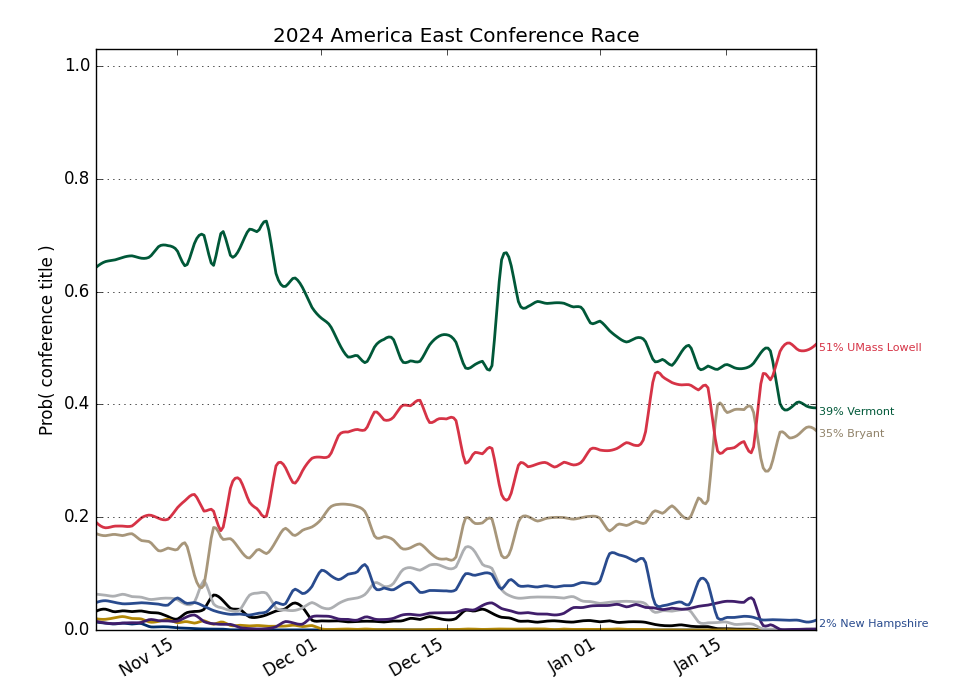 2024 America East Conference Race
Prob( conference title )
1.0
0.8
0.6
0.4
0.2
0.0
51% UMass Lowell
39% Vermont
35% Bryant
2% New Hampshire
Nov 15
Dec 01
Dec 15
Jan 01
Jan 15